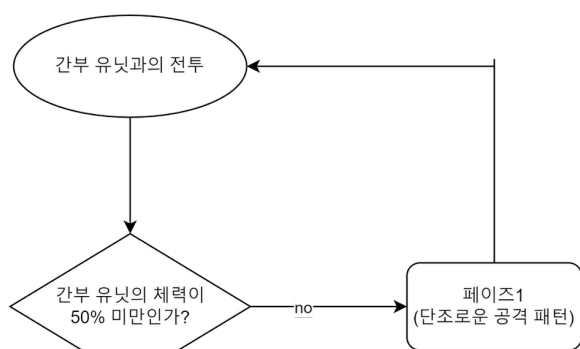 간부 유닛과의 전투
간부 유닛의 체력이
50% 미만인가?
no
페이즈1
(단조로운 공격 패턴)